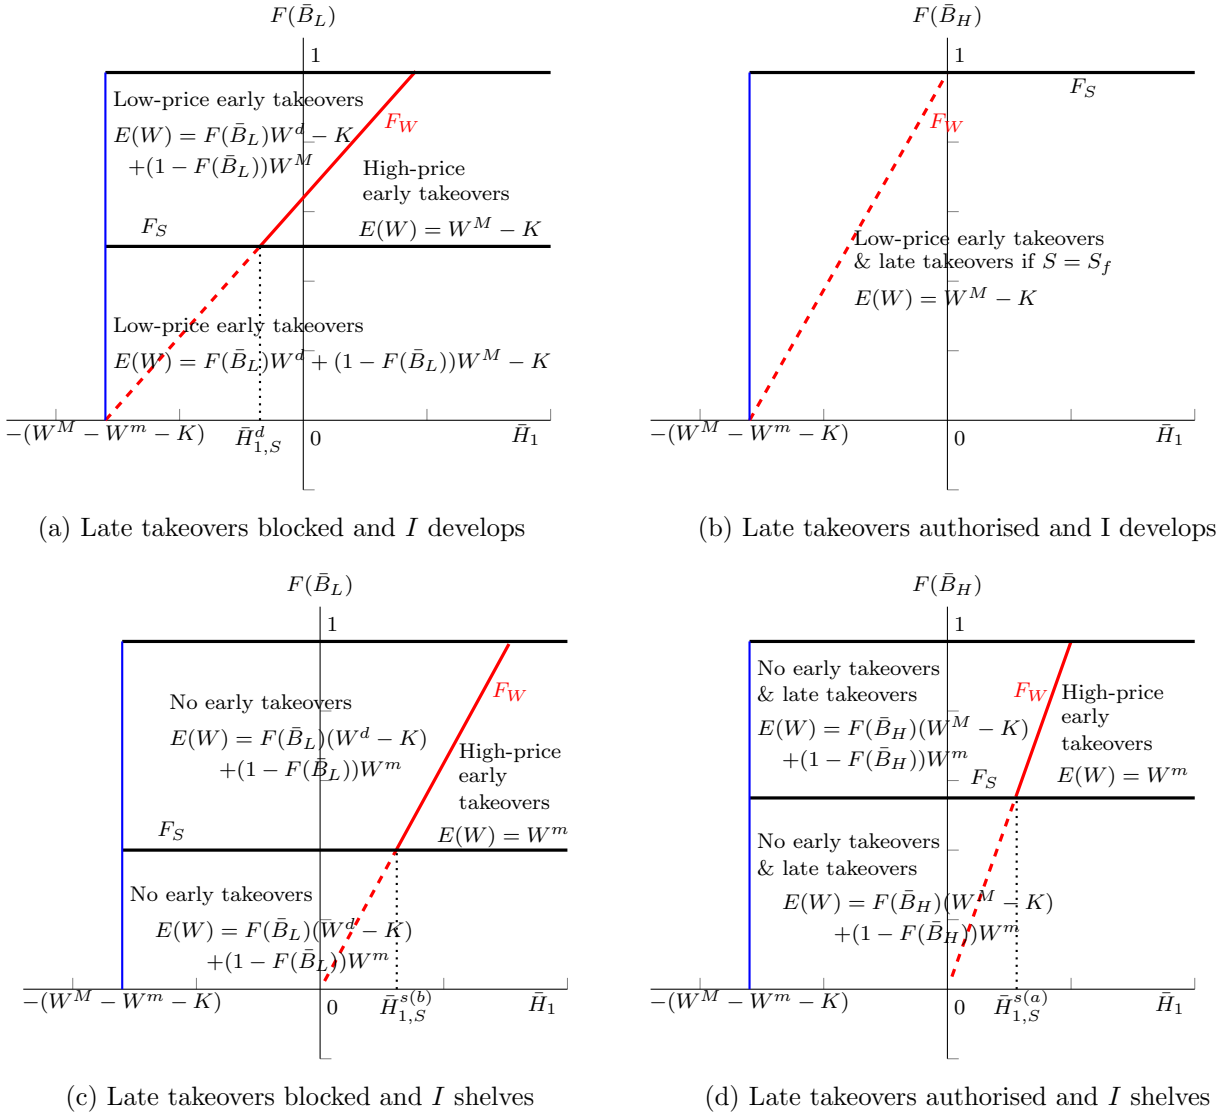 F(B̄_L)
1
Low-price early takeovers
E(W) = F(B̄_L)W^d − K
+(1 − F(B̄_L))W^M
F_W
High-price
early takeovers
E(W) = W^M − K
F_S
Low-price early takeovers
E(W) = F(B̄_L)W^d + (1 − F(B̄_L))W^M − K
−(W^M − W^m − K)
H̄^d_{1,S}
0
H̄_1
(a) Late takeovers blocked and I develops
F(B̄_H)
1
F_S
F_W
Low-price early takeovers
& late takeovers if S = S_f
E(W) = W^M − K
−(W^M − W^m − K)
0
H̄_1
(b) Late takeovers authorised and I develops
F(B̄_L)
1
No early takeovers
E(W) = F(B̄_L)(W^d − K)
+(1 − F(B̄_L))W^m
F_W
High-price
early
takeovers
E(W) = W^m
F_S
No early takeovers
E(W) = F(B̄_L)(W^d − K)
+(1 − F(B̄_L))W^m
−(W^M − W^m − K)
0
H̄^{s(b)}_{1,S}
H̄_1
(c) Late takeovers blocked and I shelves
F(B̄_H)
1
No early takeovers
& late takeovers
E(W) = F(B̄_H)(W^M − K)
+(1 − F(B̄_H))W^m
F_W
High-price
early
takeovers
E(W) = W^m
F_S
No early takeovers
& late takeovers
E(W) = F(B̄_H)(W^M − K)
+(1 − F(B̄_H))W^m
−(W^M − W^m − K)
0
H̄^{s(a)}_{1,S}
H̄_1
(d) Late takeovers authorised and I shelves